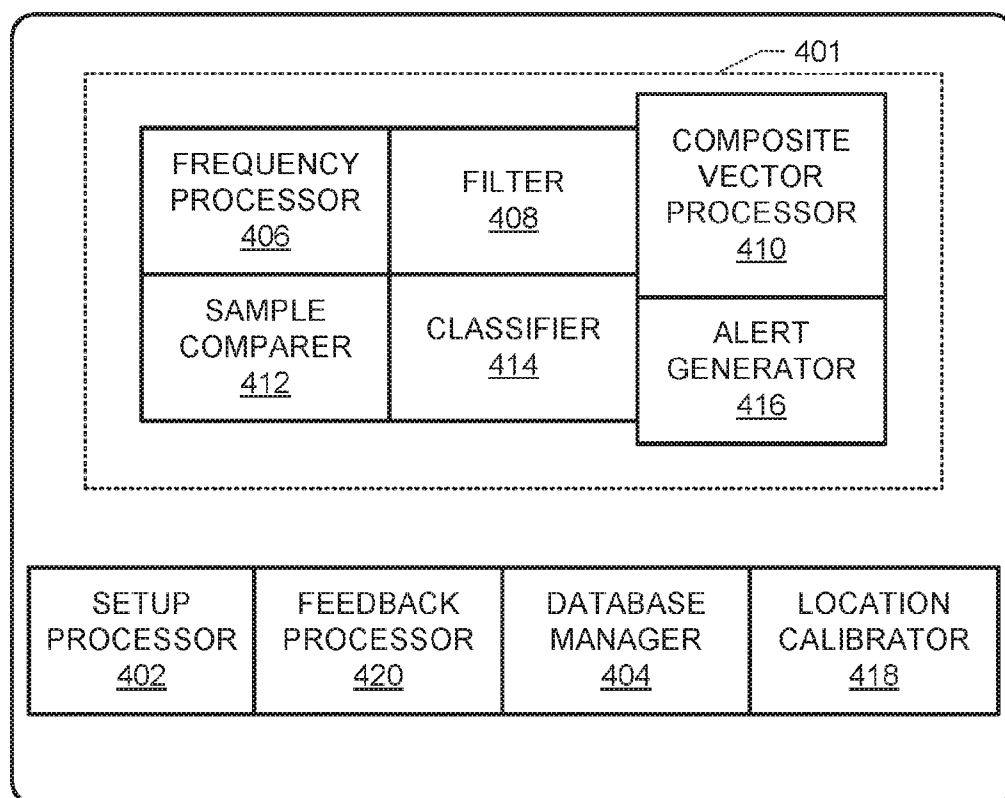 401
FREQUENCY
PROCESSOR
406
FILTER
408
COMPOSITE
VECTOR
PROCESSOR
410
SAMPLE
COMPARER
412
CLASSIFIER
414
ALERT
GENERATOR
416
SETUP
PROCESSOR
402
FEEDBACK
PROCESSOR
420
DATABASE
MANAGER
404
LOCATION
CALIBRATOR
418